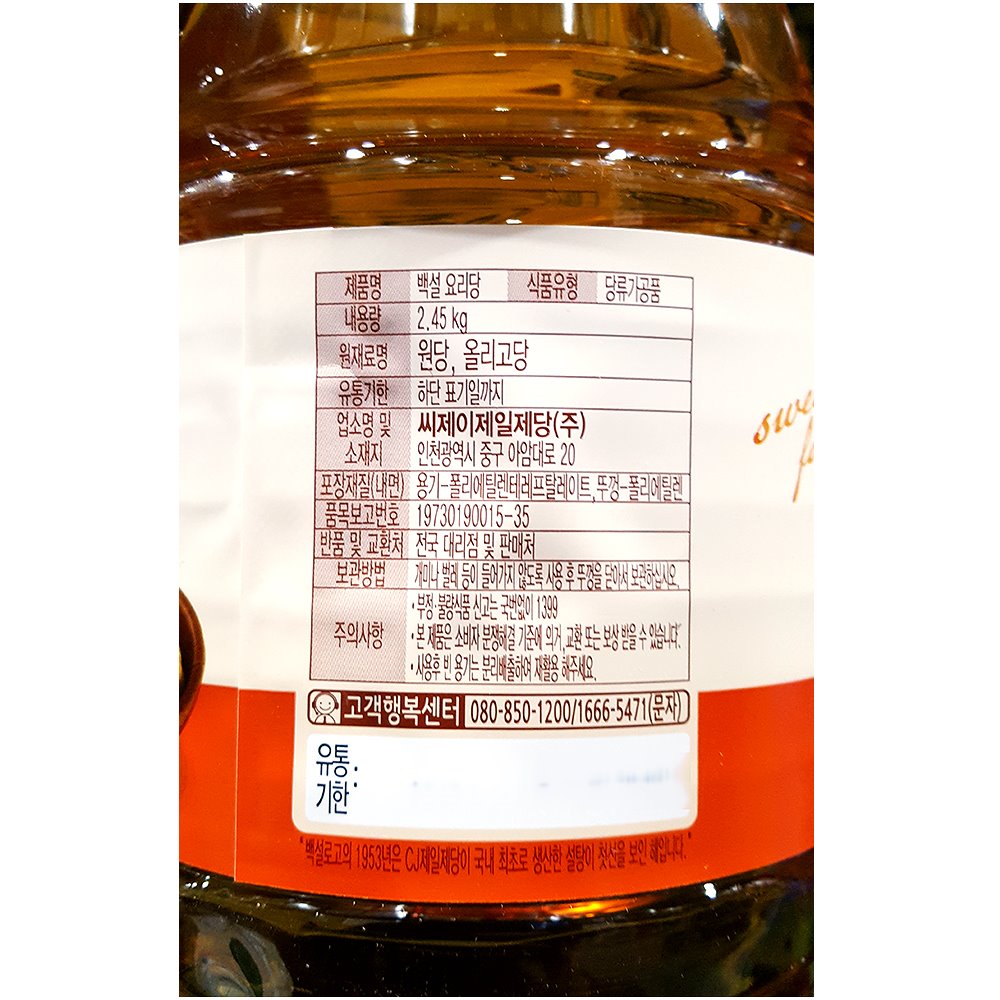 제품명 백설 요리당 식품유형 당류가공품
내용량 2.45 kg
원재료명 원당, 올리고당
유통기한 하단 표기일까지
업소명 및 소재지 씨제이제일제당(주)
인천광역시 중구 아암대로 20
포장재질(내면) 용기-폴리에틸렌테레프탈레이트, 뚜껑-폴리에틸렌
품목보고번호 19730190015-35
반품 및 교환처 전국 대리점 및 판매처
보관방법 개미나 벌레 등이 들어가지 않도록 사용 후 뚜껑을 닫아서 보관하십시오.
주의사항 •부정·불량식품 신고는 국번없이 1399
•본 제품은 소비자 분쟁해결 기준에 의거, 교환 또는 보상 받을 수 있습니다.
•사용후 빈 용기는 분리배출하여 재활용 해주세요.
고객행복센터 080-850-1200/1666-5471(문자)
유통기한:
"백설로고의 1953년은 CJ제일제당이 국내 최초로 생산한 설탕이 첫선을 보인 해입니다."